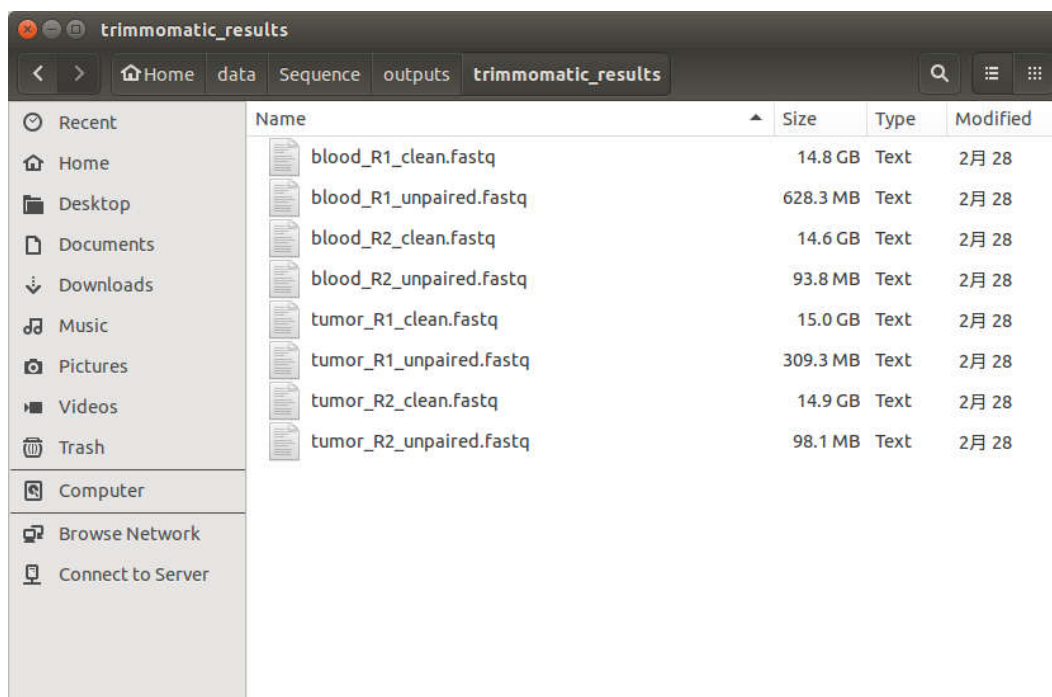 trimmomatic_results
Home data Sequence outputs trimmomatic_results
Recent
Home
Desktop
Documents
Downloads
Music
Pictures
Videos
Trash
Computer
Browse Network
Connect to Server
Name Size Type Modified
blood_R1_clean.fastq 14.8 GB Text 2月 28
blood_R1_unpaired.fastq 628.3 MB Text 2月 28
blood_R2_clean.fastq 14.6 GB Text 2月 28
blood_R2_unpaired.fastq 93.8 MB Text 2月 28
tumor_R1_clean.fastq 15.0 GB Text 2月 28
tumor_R1_unpaired.fastq 309.3 MB Text 2月 28
tumor_R2_clean.fastq 14.9 GB Text 2月 28
tumor_R2_unpaired.fastq 98.1 MB Text 2月 28